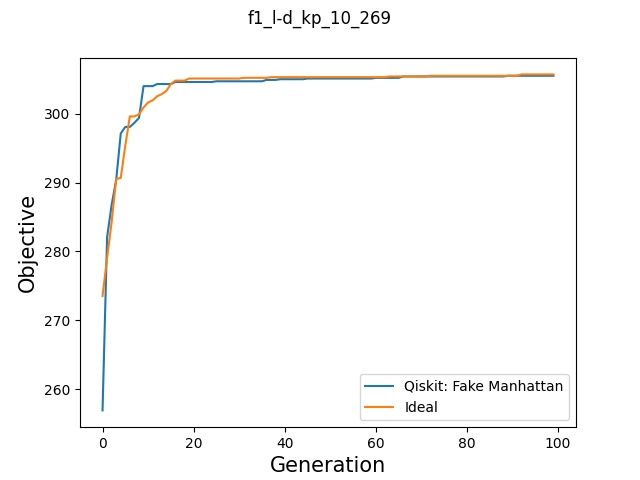 f1_l-d_kp_10_269
Objective
300
290
280
270
260
0 20 40 60 80 100
Generation
Qiskit: Fake Manhattan
Ideal